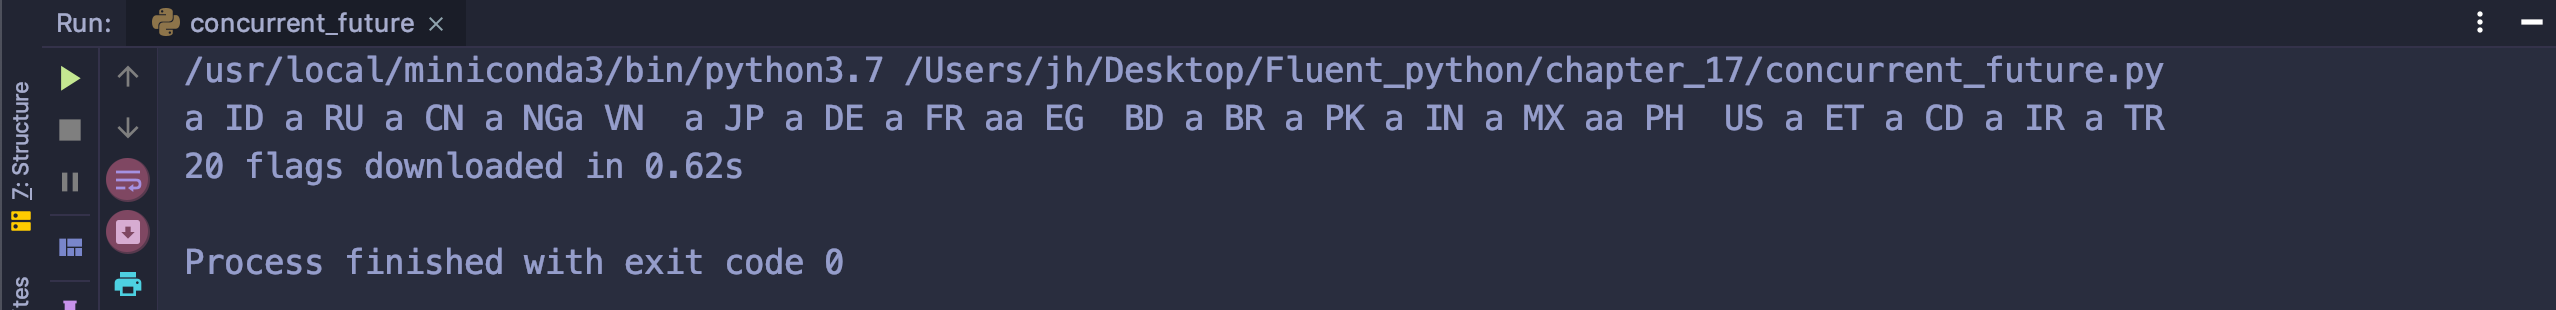 Run: concurrent_future ×
7: Structure
/usr/local/miniconda3/bin/python3.7 /Users/jh/Desktop/Fluent_python/chapter_17/concurrent_future.py
a ID a RU a CN a NGa VN  a JP a DE a FR aa EG  BD a BR a PK a IN a MX aa PH  US a ET a CD a IR a TR
20 flags downloaded in 0.62s
Process finished with exit code 0